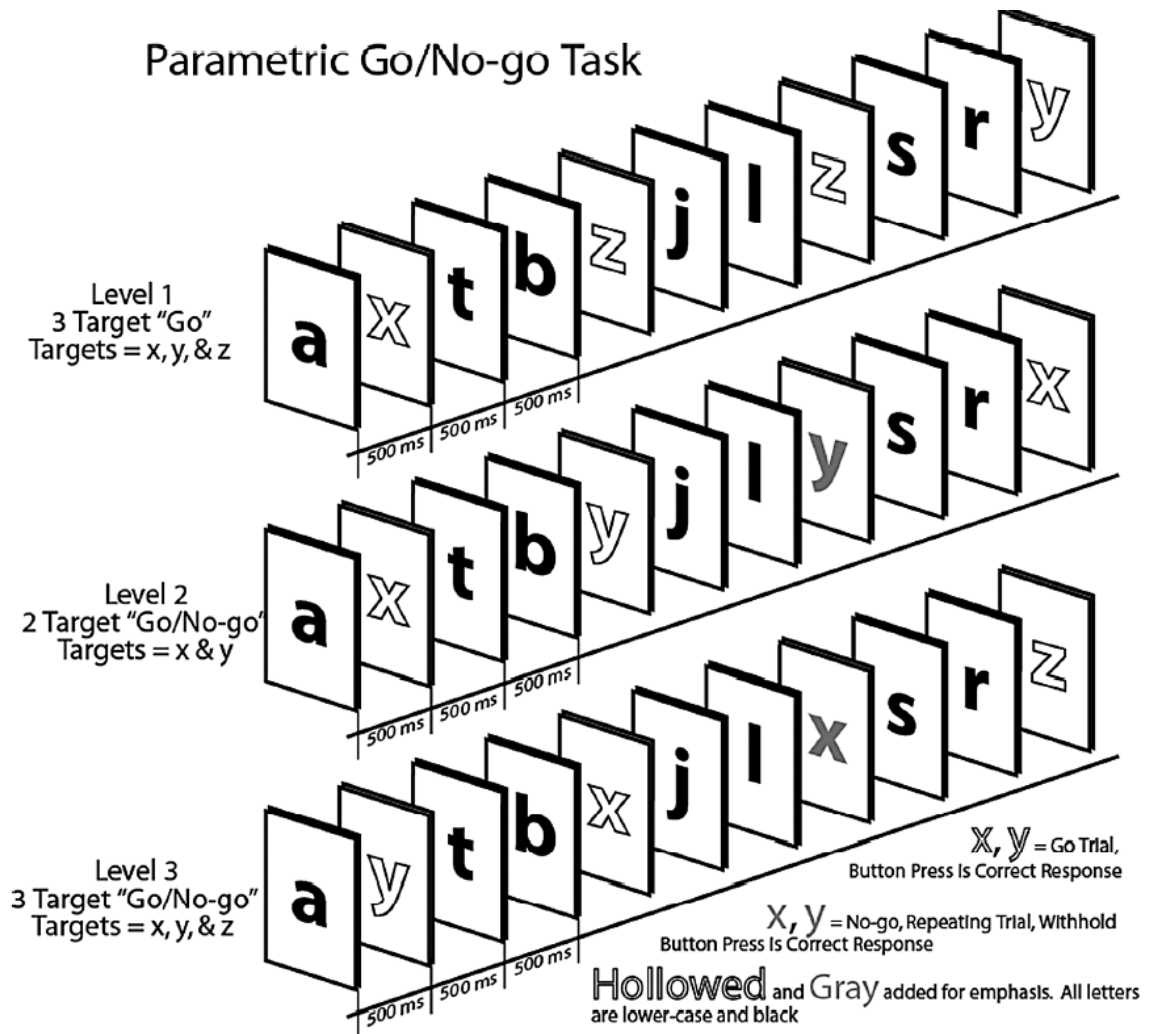 Parametric Go/No-go Task
a x t b z j l z s r y
Level 1
3 Target “Go”
Targets = x, y, & z
500 ms 500 ms 500 ms
a x t b y j l y s r x
Level 2
2 Target “Go/No-go”
Targets = x & y
500 ms 500 ms 500 ms
a y t b x j l x s r z
Level 3
3 Target “Go/No-go”
Targets = x, y, & z
500 ms 500 ms 500 ms
x, y = Go Trial,
Button Press Is Correct Response
x, y = No-go, Repeating Trial, Withhold
Button Press Is Correct Response
Hollowed and Gray added for emphasis. All letters
are lower-case and black